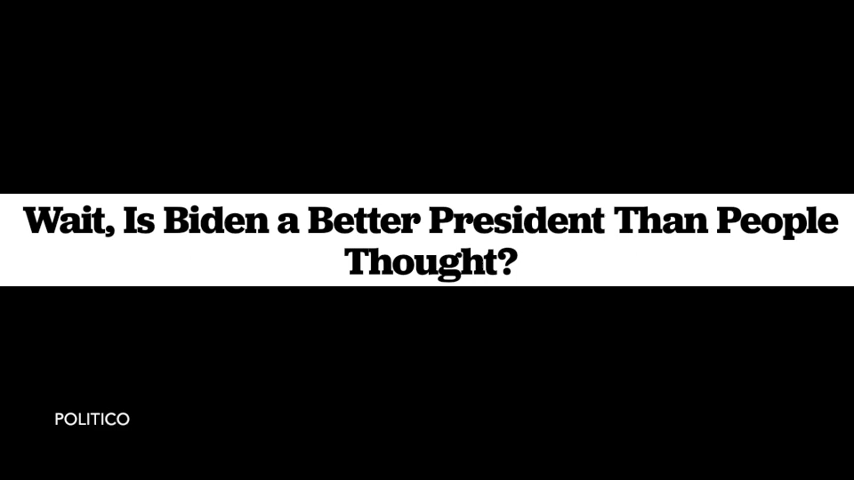 Wait, Is Biden a Better President Than People
Thought?
POLITICO